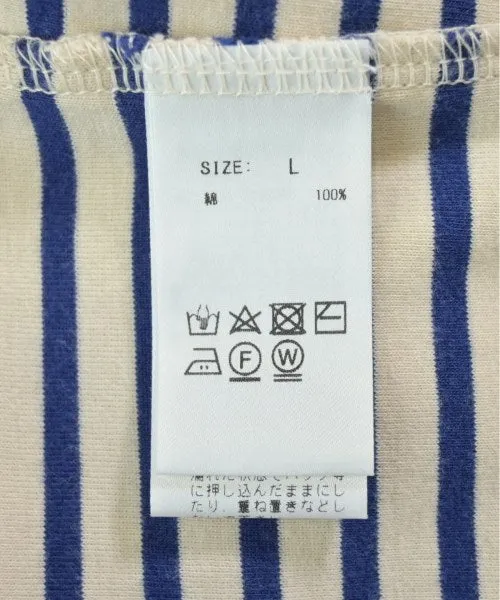 SIZE: L
綿 100%
F W
に押し込んだままにし
たり、重ね置きなどし